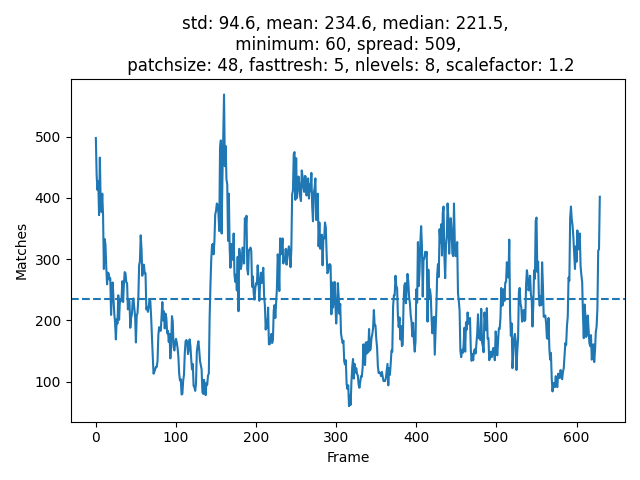 std: 94.6, mean: 234.6, median: 221.5,
minimum: 60, spread: 509,
patchsize: 48, fasttresh: 5, nlevels: 8, scalefactor: 1.2
500
400
300
200
100
Matches
0 100 200 300 400 500 600
Frame